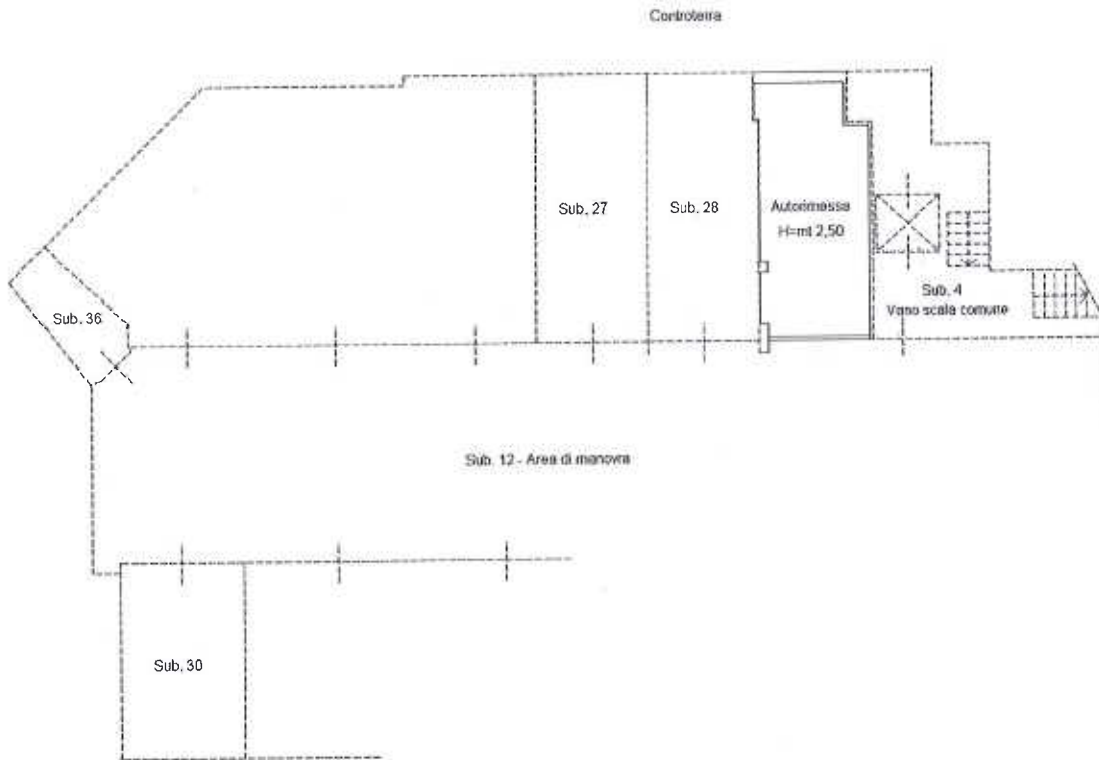 Controterra
Sub. 27
Sub. 28
Autorimessa
H=mt 2,50
Sub. 36
Sub. 4
Vano scala comune
Sub. 12 - Area di manovra
Sub. 30